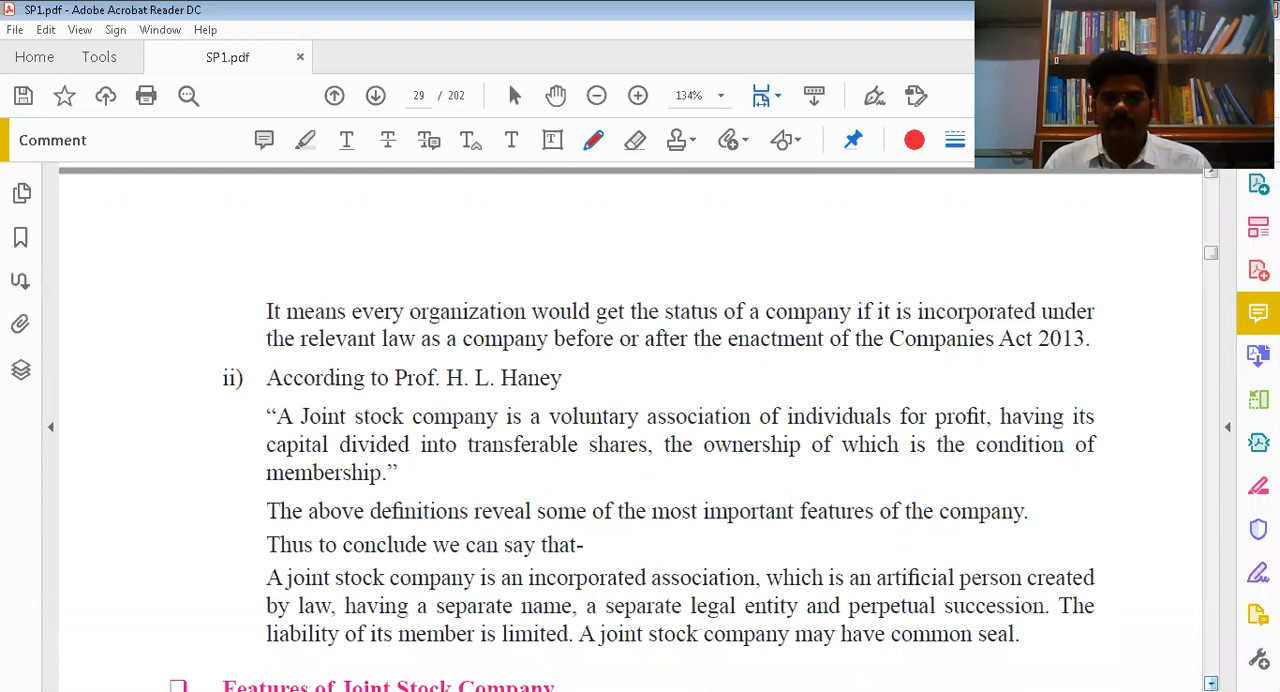 SP1.pdf - Adobe Acrobat Reader DC
File Edit View Sign Window Help
Home Tools SP1.pdf ×
29 / 202 134%
Comment
It means every organization would get the status of a company if it is incorporated under
the relevant law as a company before or after the enactment of the Companies Act 2013.
ii) According to Prof. H. L. Haney
“A Joint stock company is a voluntary association of individuals for profit, having its
capital divided into transferable shares, the ownership of which is the condition of
membership.”
The above definitions reveal some of the most important features of the company.
Thus to conclude we can say that-
A joint stock company is an incorporated association, which is an artificial person created
by law, having a separate name, a separate legal entity and perpetual succession. The
liability of its member is limited. A joint stock company may have common seal.
Features of Joint Stock Company